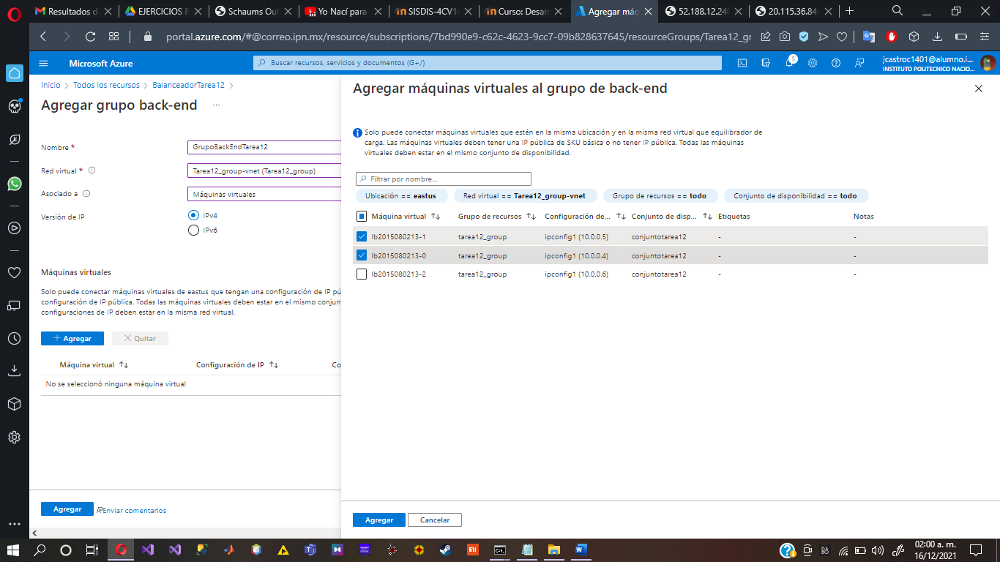 Resultados d
EJERCICIOS R
Schaums Out
Yo Nací para
SISDIS-4CV14
Curso: Desar
Agregar máq
52.188.12.240
20.115.36.84
portal.azure.com/#@correo.ipn.mx/resource/subscriptions/7bd990e9-c62c-4623-9cc7-09b828637645/resourceGroups/Tarea12_gr
Microsoft Azure
Buscar recursos, servicios y documentos (G+/)
5
jcastroc1401@alumno.i...
INSTITUTO POLITECNICO NACIO...
Inicio > Todos los recursos > BalanceadorTarea12 >
Agregar grupo back-end ...
Nombre *
GrupoBackEndTarea12
Red virtual *
Tarea12_group-vnet (Tarea12_group)
Asociado a
Máquinas virtuales
Versión de IP
IPv4
IPv6
Máquinas virtuales
Solo puede conectar máquinas virtuales de eastus que tengan una configuración de IP pú
configuración de IP pública. Todas las máquinas virtuales deben estar en el mismo conjun
configuraciones de IP deben estar en la misma red virtual.
+ Agregar
Quitar
Máquina virtual
Configuración de IP
Co
No se seleccionó ninguna máquina virtual
Agregar
Enviar comentarios
Agregar máquinas virtuales al grupo de back-end
Solo puede conectar máquinas virtuales que estén en la misma ubicación y en la misma red virtual que equilibrador de
carga. Las máquinas virtuales deben tener una IP pública de SKU básica o no tener IP pública. Todas las máquinas
virtuales deben estar en el mismo conjunto de disponibilidad.
Filtrar por nombre...
Ubicación == eastus
Red virtual == Tarea12_group-vnet
Grupo de recursos == todo
Conjunto de disponibilidad == todo
Máquina virtual
Grupo de recursos
Configuración de...
Conjunto de disp...
Etiquetas
Notas
lb2015080213-1 tarea12_group ipconfig1 (10.0.0.5) conjuntotarea12 - -
lb2015080213-0 tarea12_group ipconfig1 (10.0.0.4) conjuntotarea12 - -
lb2015080213-2 tarea12_group ipconfig1 (10.0.0.6) conjuntotarea12 - -
Agregar
Cancelar
02:00 a. m.
16/12/2021